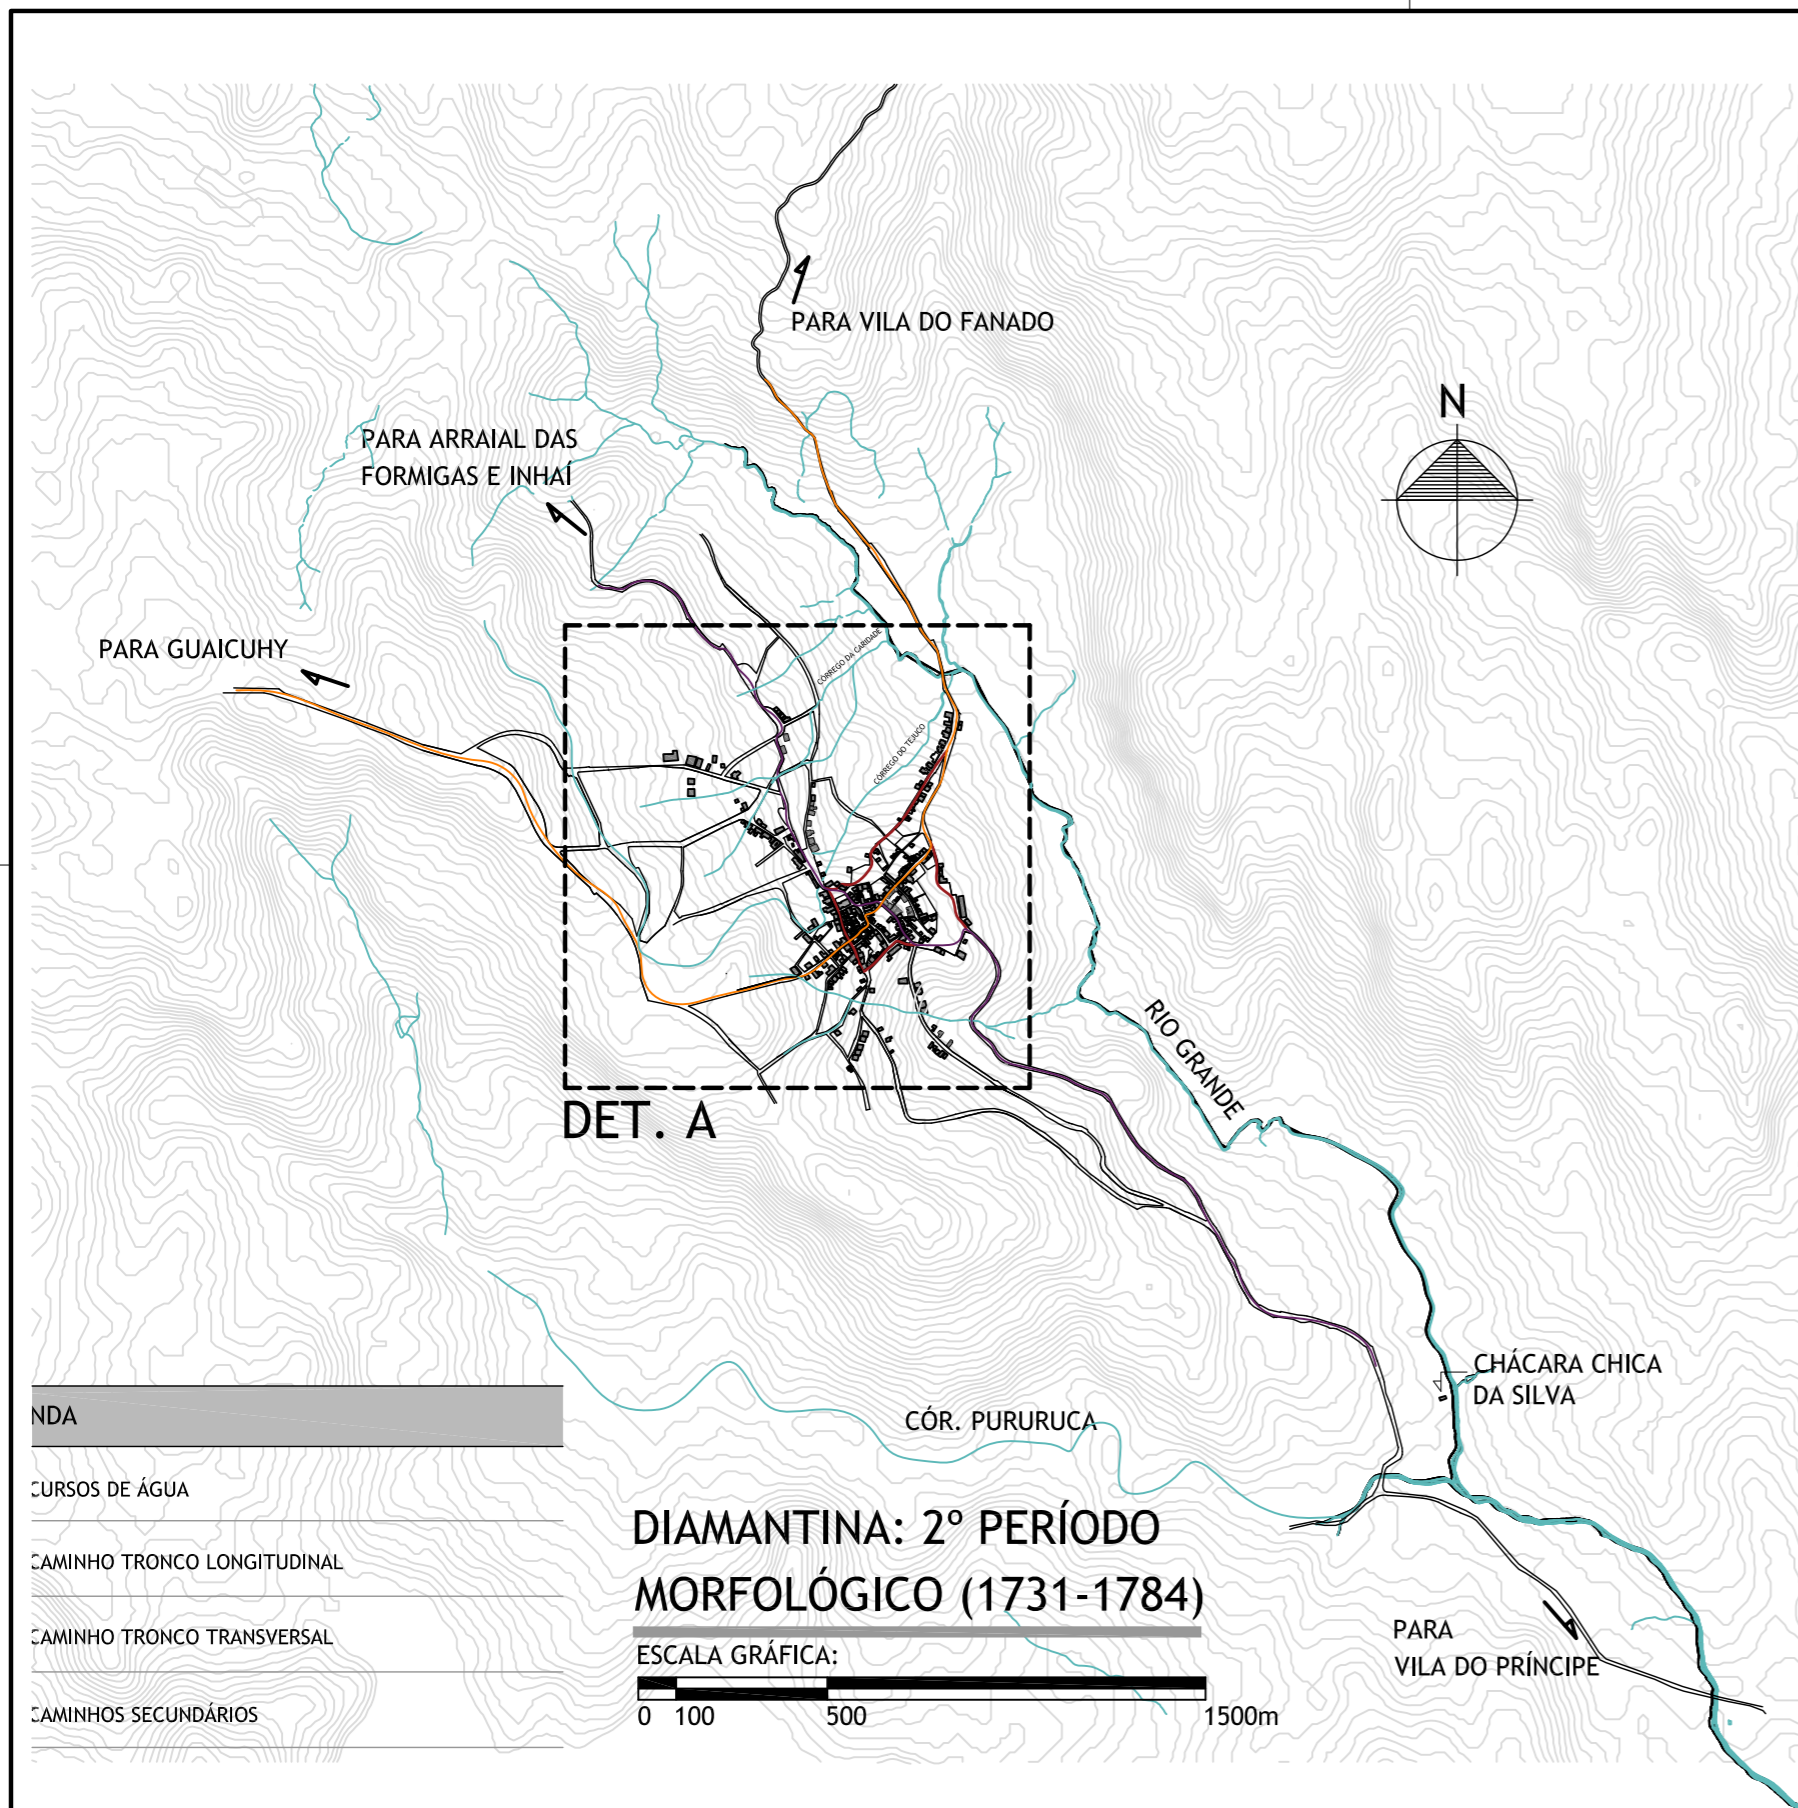 PARA VILA DO FANADO
N
PARA ARRAIAL DAS
FORMIGAS E INHAÍ
PARA GUAICUHY
CÓRREGO DA CARIDADE
CÓRREGO DO TEJUCO
DET. A
RIO GRANDE
CHÁCARA CHICA
DA SILVA
CÓR. PURURUCA
NDA
CURSOS DE ÁGUA
CAMINHO TRONCO LONGITUDINAL
CAMINHO TRONCO TRANSVERSAL
CAMINHOS SECUNDÁRIOS
DIAMANTINA: 2º PERÍODO
MORFOLÓGICO (1731-1784)
ESCALA GRÁFICA:
0 100 500 1500m
PARA
VILA DO PRÍNCIPE